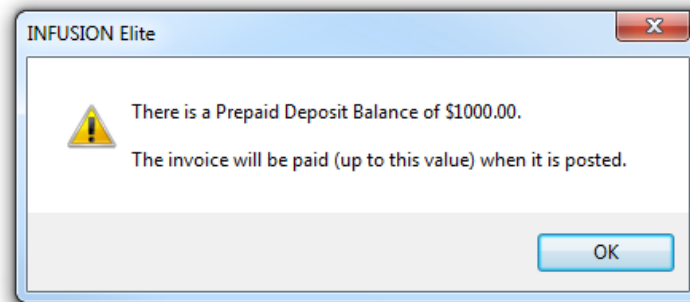 INFUSION Elite
There is a Prepaid Deposit Balance of $1000.00.
The invoice will be paid (up to this value) when it is posted.
OK